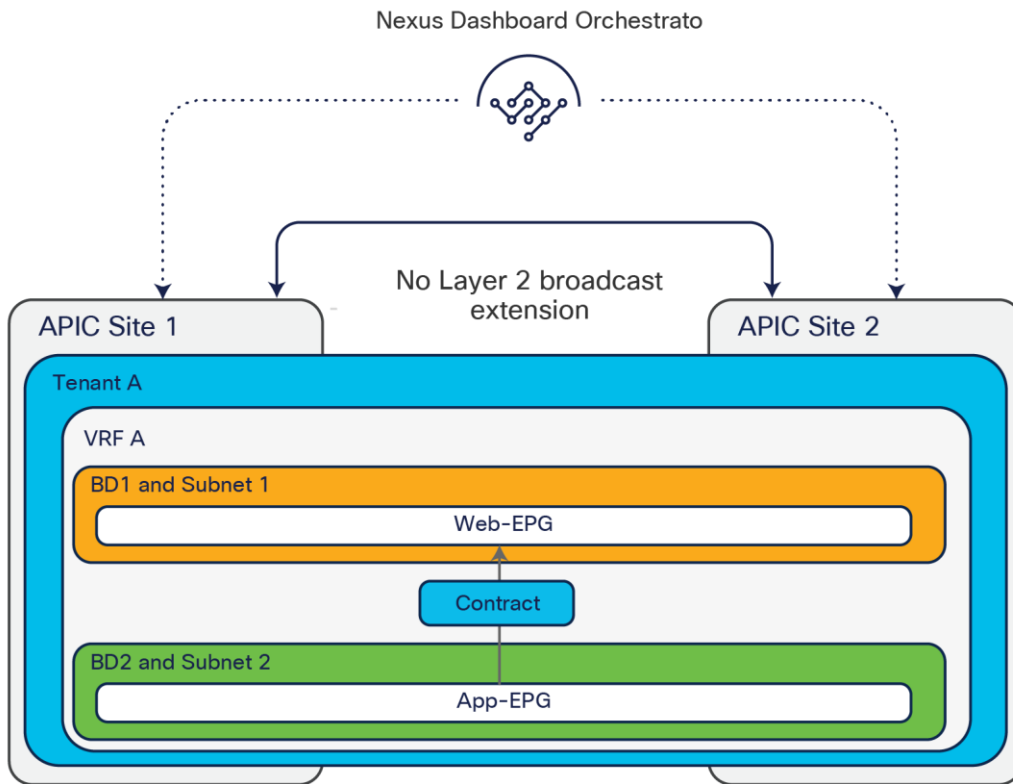 Nexus Dashboard Orchestrato
No Layer 2 broadcast
extension
APIC Site 1
APIC Site 2
Tenant A
VRF A
BD1 and Subnet 1
Web-EPG
Contract
BD2 and Subnet 2
App-EPG